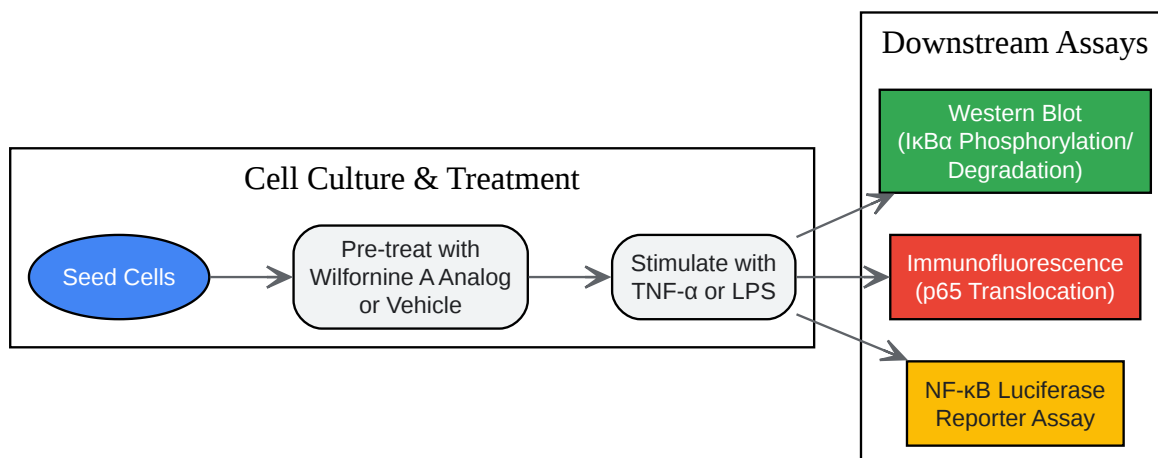 Cell Culture & Treatment
Seed Cells
Pre-treat with
Wilfornine A Analog
or Vehicle
Stimulate with
TNF-α or LPS
Downstream Assays
Western Blot
(IκBα Phosphorylation/
Degradation)
Immunofluorescence
(p65 Translocation)
NF-κB Luciferase
Reporter Assay